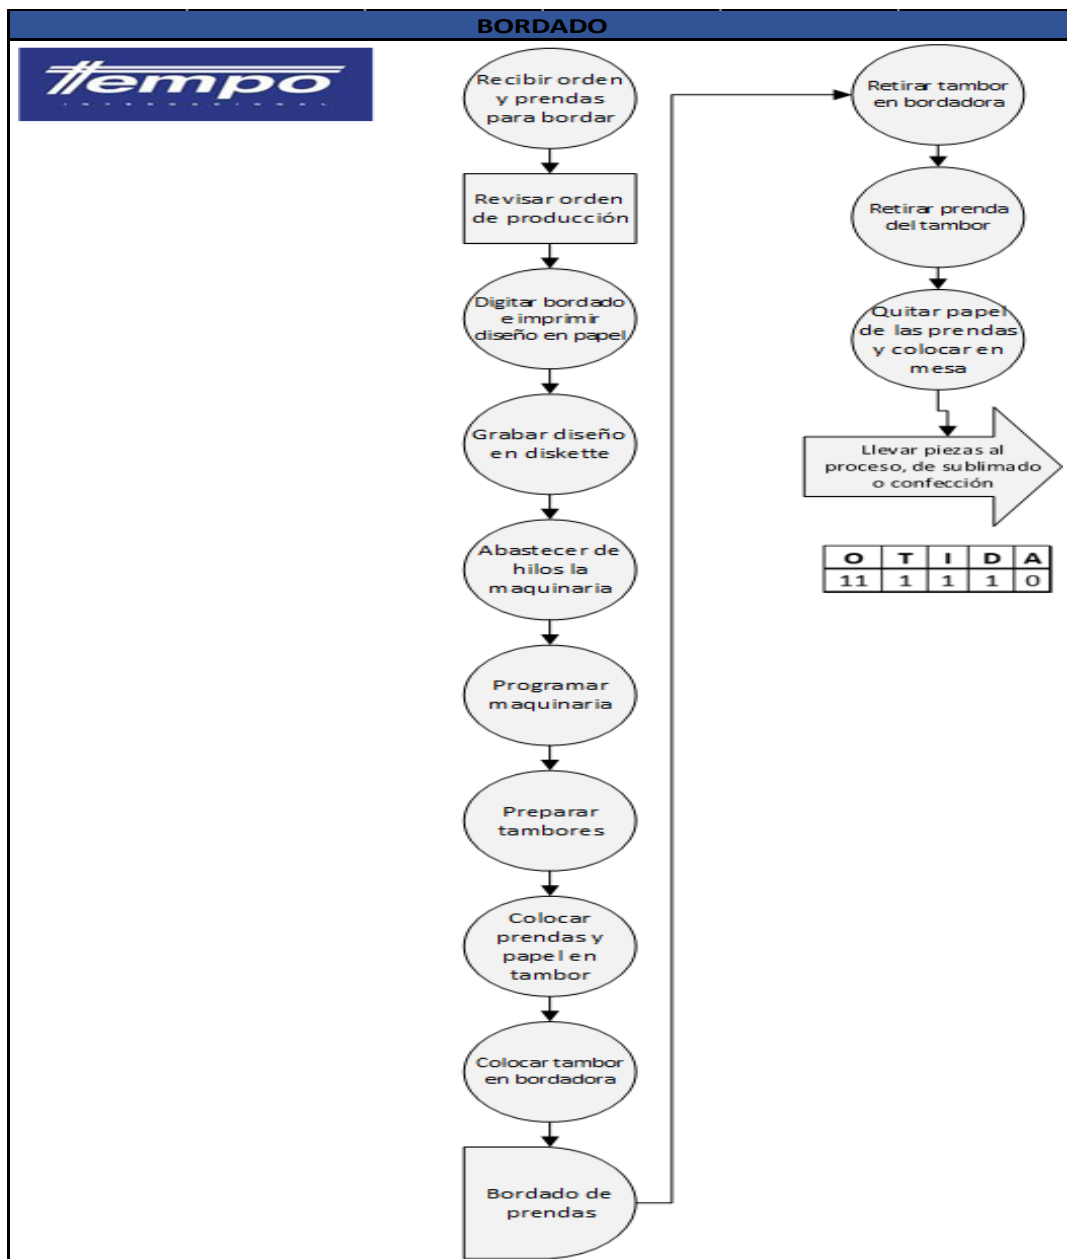 BORDADO
Tempo
INTERNACIONAL
Recibir orden
y prendas
para bordar
Revisar orden
de producción
Digitar bordado
e imprimir
diseño en papel
Grabar diseño
en diskette
Abastecer de
hilos la
maquinaria
Programar
maquinaria
Preparar
tambores
Colocar
prendas y
papel en
tambor
Colocar tambor
en bordadora
Bordado de
prendas
Retirar tambor
en bordadora
Retirar prenda
del tambor
Quitar papel
de las prendas
y colocar en
mesa
Llevar piezas al
proceso, de sublimado
o confección
O T I D A
11 1 1 1 0